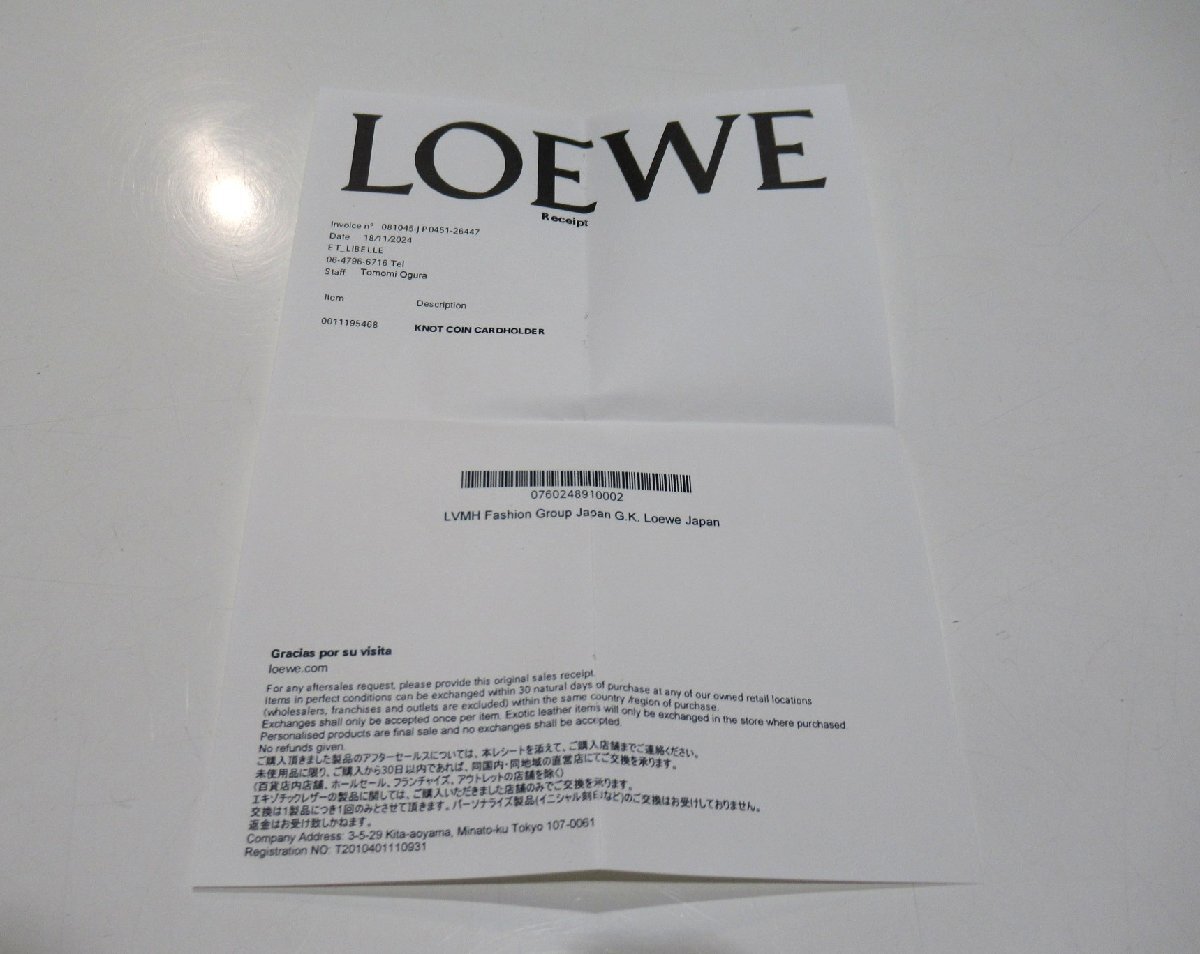 LOEWE
Receipt
Invoice n° 081045 JP0451-26447
Date 18/11/2024
ET_LIBELLE
06-4796-6716 Tel
Staff Tomomi Ogura
Item Description
0011195468 KNOT COIN CARDHOLDER
0760248910002
LVMH Fashion Group Japan G.K. Loewe Japan
Gracias por su visita
loewe.com
For any aftersales request, please provide this original sales receipt.
Items in perfect conditions can be exchanged within 30 natural days of purchase at any of our owned retail locations
(wholesalers, franchises and outlets are excluded) within the same country /region of purchase.
Exchanges shall only be accepted once per item. Exotic leather items will only be exchanged in the store where purchased.
Personalised products are final sale and no exchanges shall be accepted.
No refunds given.
ご購入頂きました製品のアフターセールスについては、本レシートを添えて、ご購入店舗までご連絡ください。
未使用品に限り、ご購入から30日以内であれば、同国内・同地域の直営店にてご交換を承ります。
(百貨店内店舗、ホールセール、フランチャイズ、アウトレットの店舗を除く)
エキゾチックレザーの製品に関しては、ご購入いただきました店舗のみでご交換を承ります。
交換は1製品につき1回のみとさせて頂きます。パーソナライズ製品(イニシャル刻印など)のご交換はお受けしておりません。
返金はお受け致しかねます。
Company Address: 3-5-29 Kita-aoyama, Minato-ku Tokyo 107-0061
Registration NO: T2010401110931